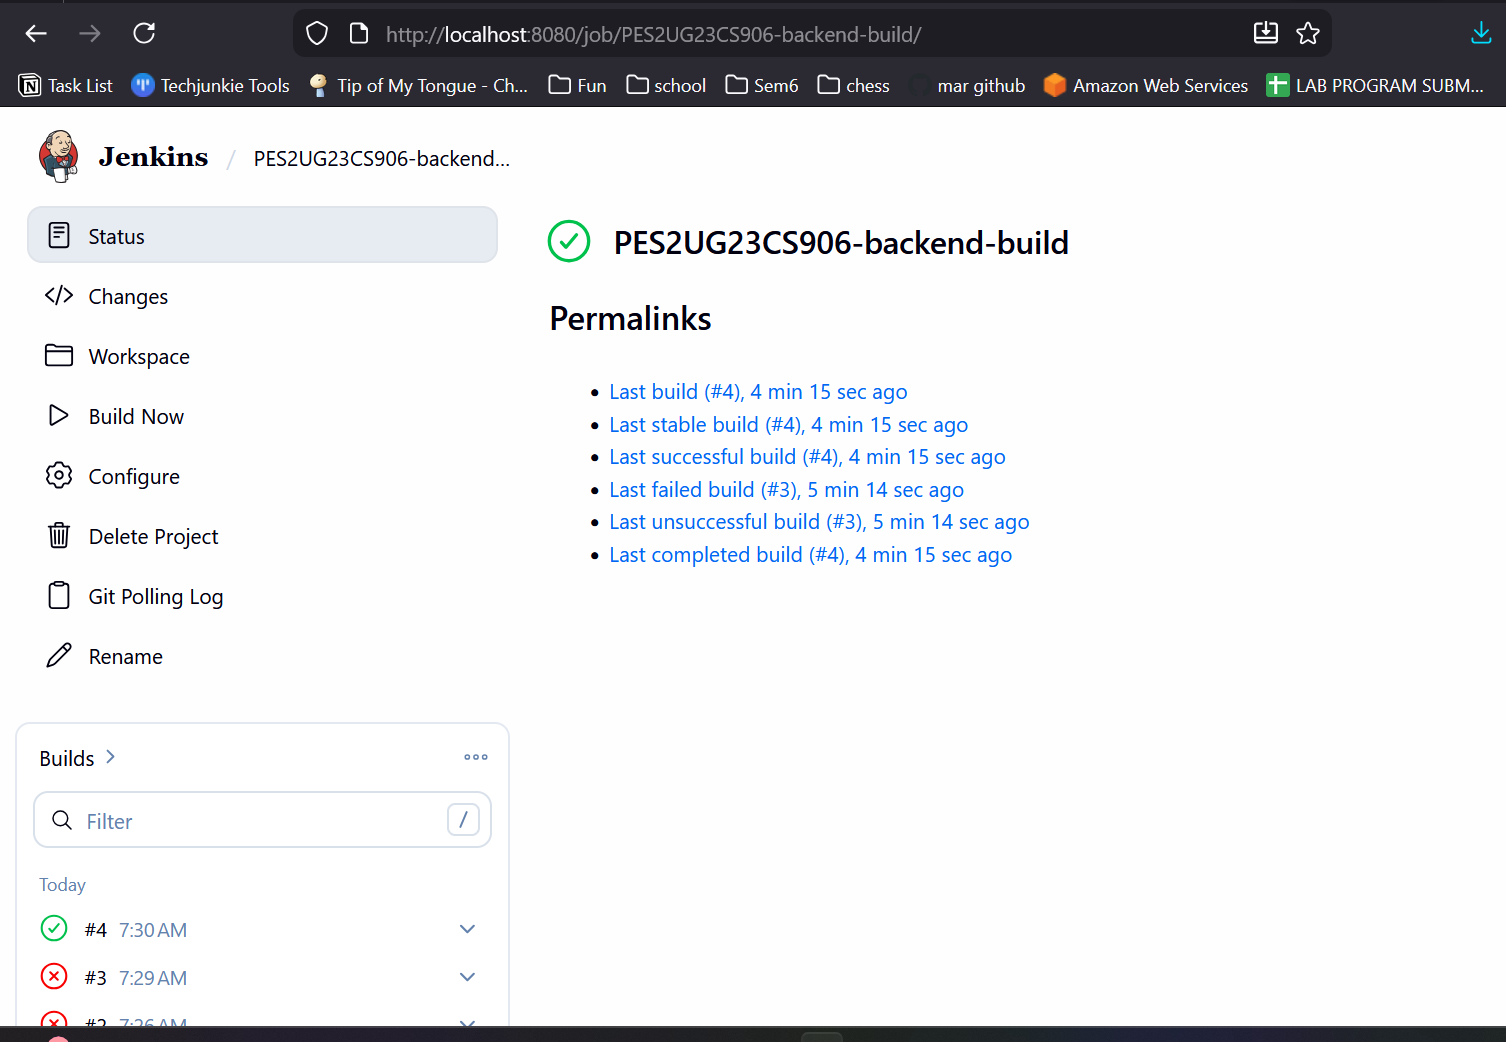 http://localhost:8080/job/PES2UG23CS906-backend-build/
Task List Techjunkie Tools Tip of My Tongue - Ch... Fun school Sem6 chess mar github Amazon Web Services LAB PROGRAM SUBM...
Jenkins / PES2UG23CS906-backend...
Status
Changes
Workspace
Build Now
Configure
Delete Project
Git Polling Log
Rename
PES2UG23CS906-backend-build
Permalinks
Last build (#4), 4 min 15 sec ago
Last stable build (#4), 4 min 15 sec ago
Last successful build (#4), 4 min 15 sec ago
Last failed build (#3), 5 min 14 sec ago
Last unsuccessful build (#3), 5 min 14 sec ago
Last completed build (#4), 4 min 15 sec ago
Builds
Filter /
Today
#4 7:30 AM
#3 7:29 AM
#2 7:26 AM